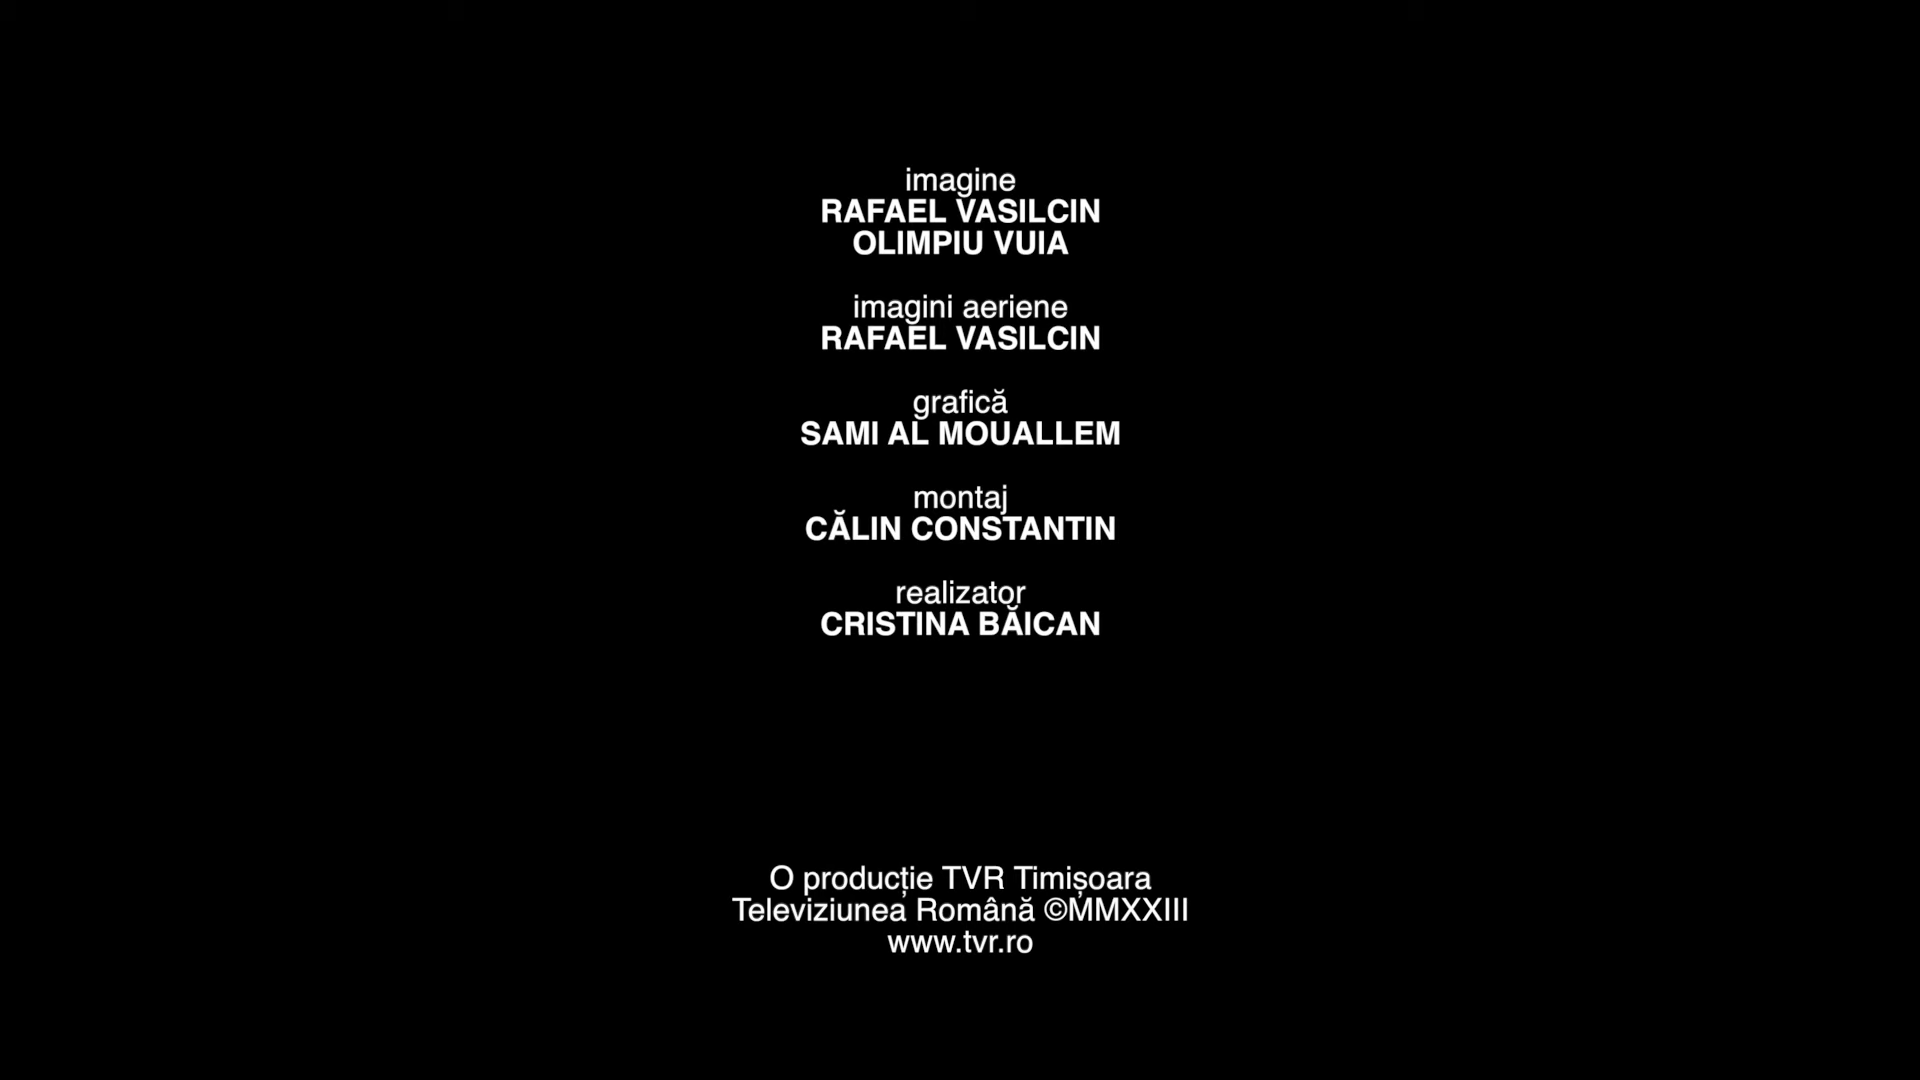 imagine
RAFAEL VASILCIN
OLIMPIU VUIA
imagini aeriene
RAFAEL VASILCIN
grafică
SAMI AL MOUALLEM
montaj
CĂLIN CONSTANTIN
realizator
CRISTINA BĂICAN
O producție TVR Timișoara
Televiziunea Română ©MMXXIII
www.tvr.ro